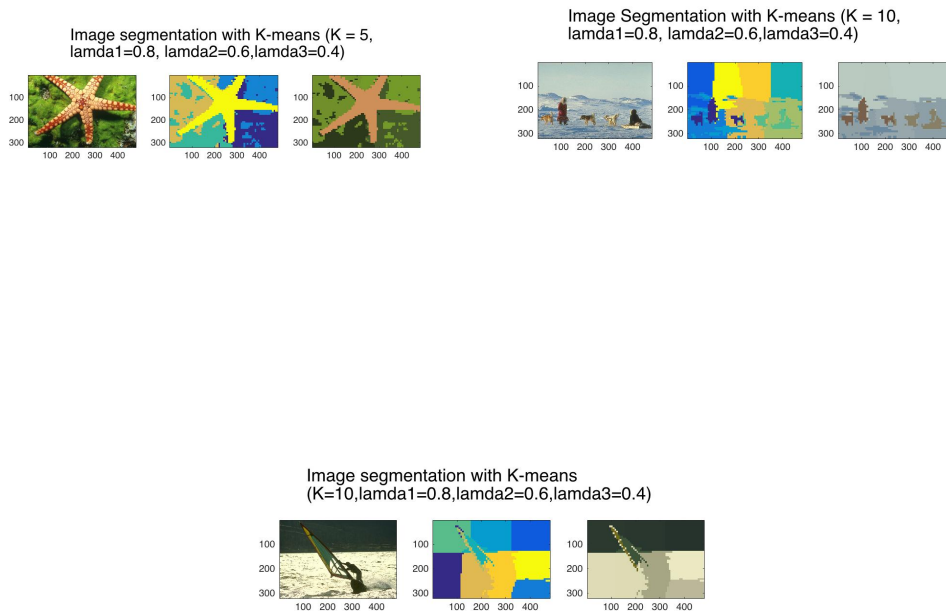 Image segmentation with K-means (K = 5,
lamda1=0.8, lamda2=0.6,lamda3=0.4)
100
200
300
100 200 300 400
100
200
300
100 200 300 400
100
200
300
100 200 300 400
Image Segmentation with K-means (K = 10,
lamda1=0.8, lamda2=0.6,lamda3=0.4)
100
200
300
100 200 300 400
100
200
300
100 200 300 400
100
200
300
100 200 300 400
Image segmentation with K-means
(K=10,lamda1=0.8,lamda2=0.6,lamda3=0.4)
100
200
300
100 200 300 400
100
200
300
100 200 300 400
100
200
300
100 200 300 400